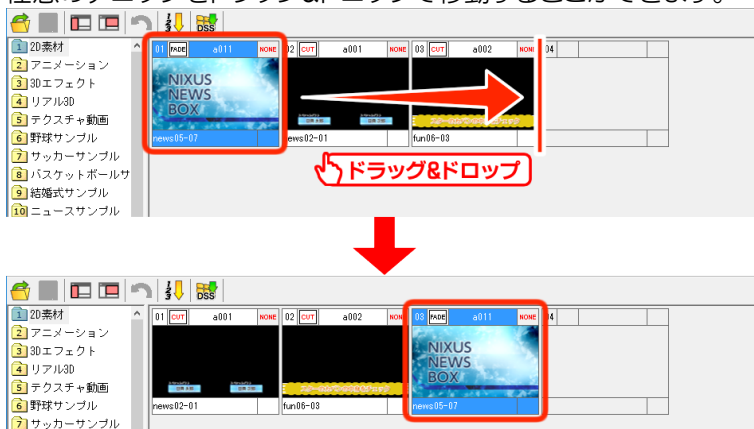 任意のテロップをドラッグ&ドロップで移動することができます。
DSS
1 2D素材
2 アニメーション
3 3Dエフェクト
4 リアル3D
5 テクスチャ動画
6 野球サンプル
7 サッカーサンプル
8 バスケットボールサ
9 結婚式サンプル
10 ニュースサンプル
01 FADE a011 NONE
NIXUS
NEWS
BOX
news05-07
02 CUT a001 NONE
news02-01
03 CUT a002 NON
fun06-03
04
ドラッグ&ドロップ
DSS
1 2D素材
2 アニメーション
3 3Dエフェクト
4 リアル3D
5 テクスチャ動画
6 野球サンプル
7 サッカーサンプル
01 CUT a001 NONE
news02-01
02 CUT a002 NON
fun06-03
03 FADE a011 NONE
NIXUS
NEWS
BOX
news05-07
04